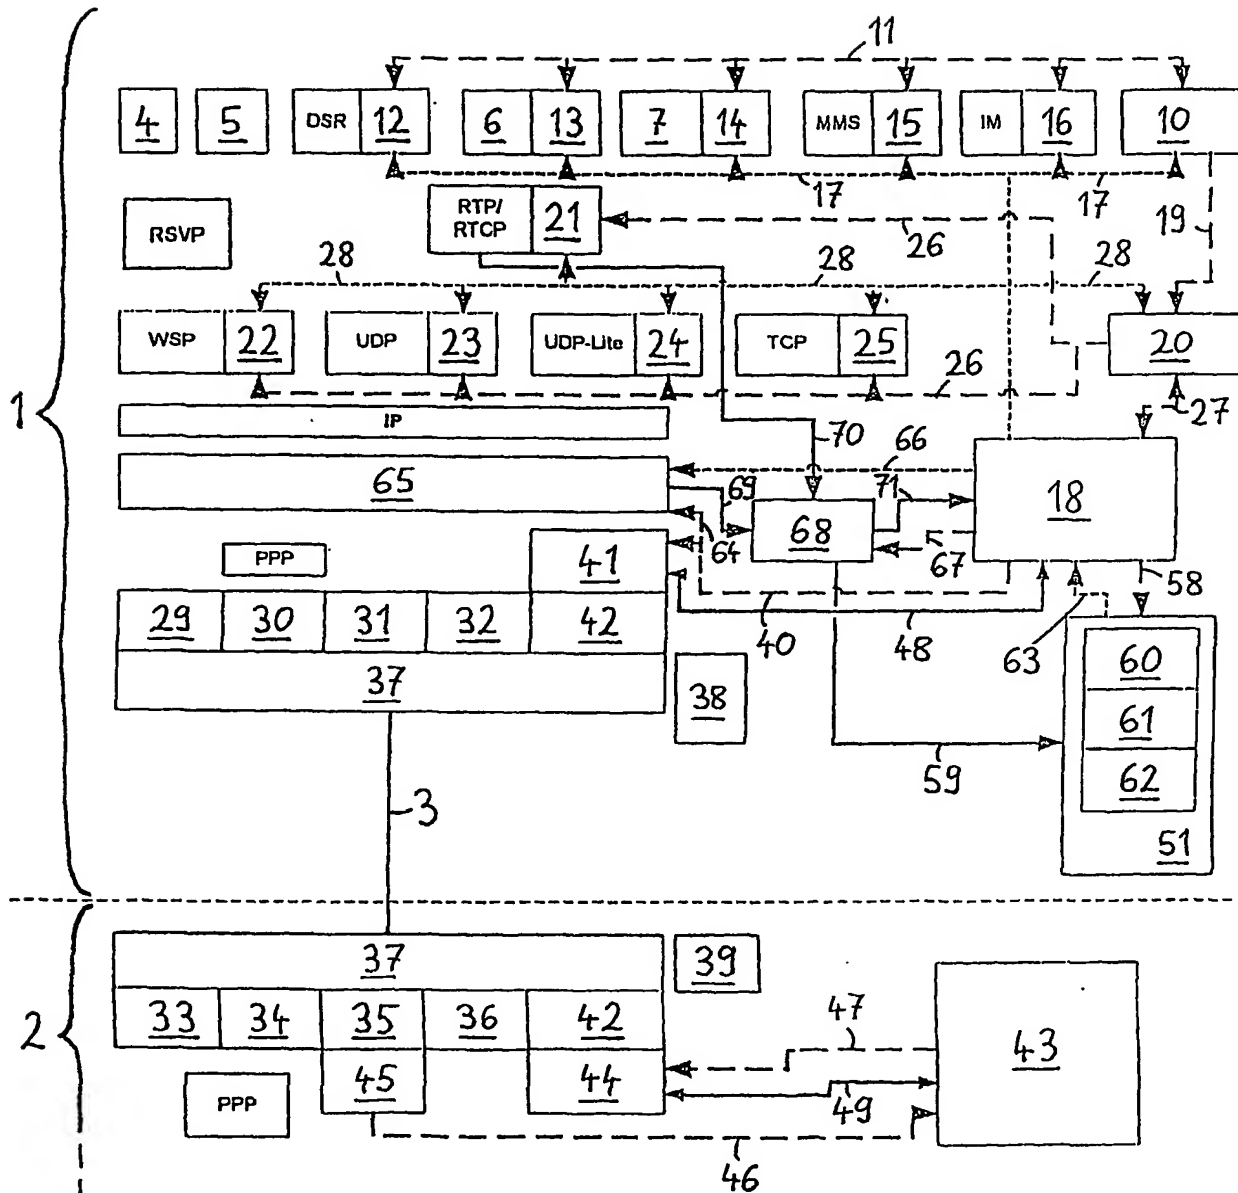 11
4 5 DSR 12 6 13 7 14 MMS 15 IM 16 10
17 17
RSVP RTP/ RTCP 21 26 19
28 28 28
WSP 22 UDP 23 UDP-Lite 24 TCP 25 20
26
1 IP 27
70 66
65 69 71 18
68
64 67
PPP 41 58
29 30 31 32 42 40 48 63
60
37 38 61
59 62
3
51
37 39
2 33 34 35 36 42 47 43
45 44 49
PPP
46